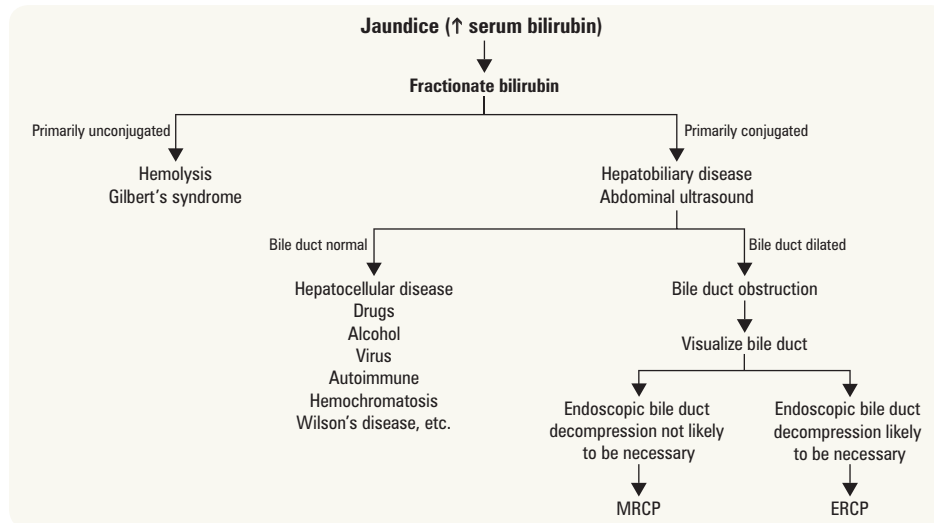 Jaundice (↑ serum bilirubin)
Fractionate bilirubin
Primarily unconjugated
Primarily conjugated
Hemolysis
Gilbert's syndrome
Hepatobiliary disease
Abdominal ultrasound
Bile duct normal
Bile duct dilated
Hepatocellular disease
Drugs
Alcohol
Virus
Autoimmune
Hemochromatosis
Wilson's disease, etc.
Bile duct obstruction
Visualize bile duct
Endoscopic bile duct
decompression not likely
to be necessary
Endoscopic bile duct
decompression likely
to be necessary
MRCP
ERCP